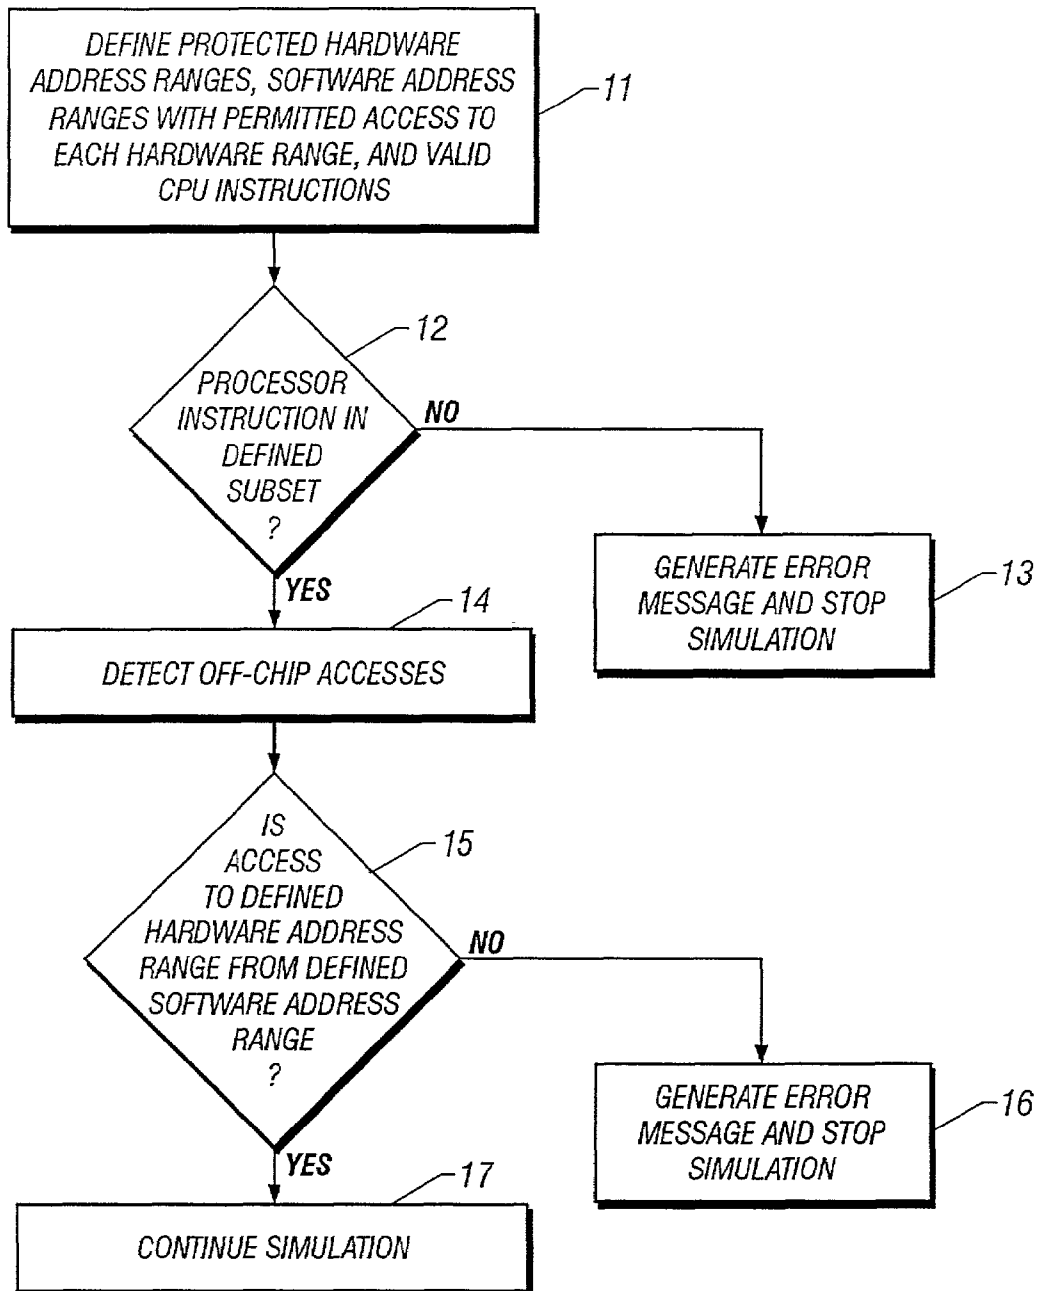 DEFINE PROTECTED HARDWARE
ADDRESS RANGES, SOFTWARE ADDRESS
RANGES WITH PERMITTED ACCESS TO
EACH HARDWARE RANGE, AND VALID
CPU INSTRUCTIONS
11
12
PROCESSOR
INSTRUCTION IN
DEFINED
SUBSET
?
NO
YES
GENERATE ERROR
MESSAGE AND STOP
SIMULATION
13
14
DETECT OFF-CHIP ACCESSES
15
IS
ACCESS
TO DEFINED
HARDWARE ADDRESS
RANGE FROM DEFINED
SOFTWARE ADDRESS
RANGE
?
NO
YES
GENERATE ERROR
MESSAGE AND STOP
SIMULATION
16
17
CONTINUE SIMULATION